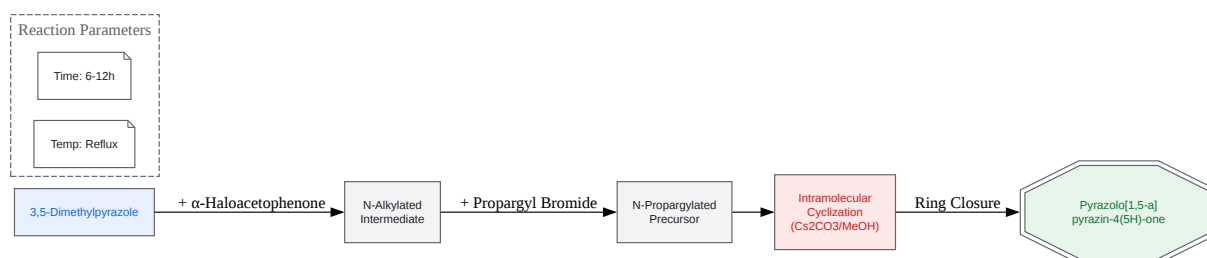 Reaction Parameters
Time: 6-12h
Temp: Reflux
3,5-Dimethylpyrazole
+ α-Haloacetophenone
N-Alkylated
Intermediate
+ Propargyl Bromide
N-Propargylated
Precursor
Intramolecular
Cyclization
(Cs2CO3/MeOH)
Ring Closure
Pyrazolo[1,5-a]
pyrazin-4(5H)-one